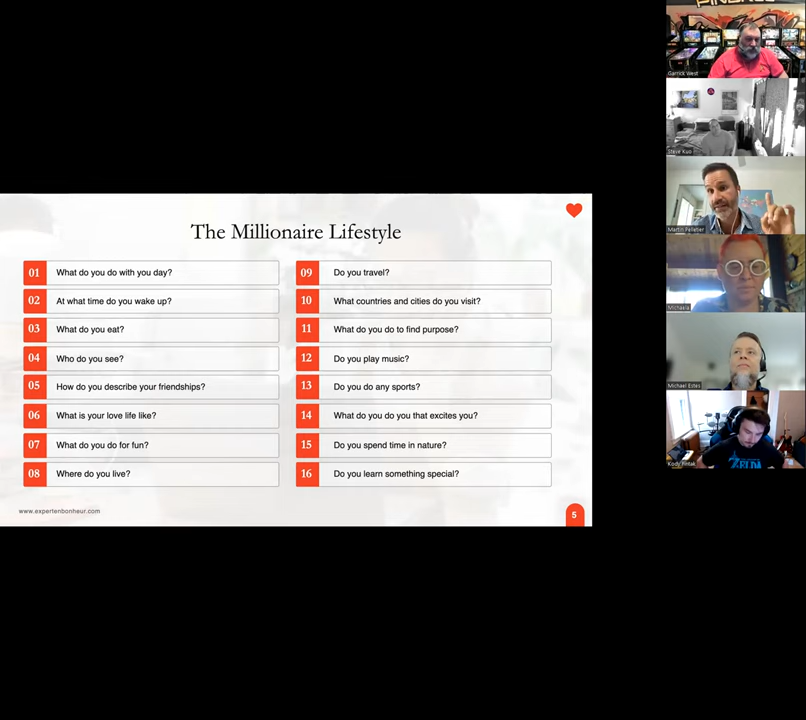 The Millionaire Lifestyle
01 What do you do with you day?
02 At what time do you wake up?
03 What do you eat?
04 Who do you see?
05 How do you describe your friendships?
06 What is your love life like?
07 What do you do for fun?
08 Where do you live?
09 Do you travel?
10 What countries and cities do you visit?
11 What do you do to find purpose?
12 Do you play music?
13 Do you do any sports?
14 What do you do you that excites you?
15 Do you spend time in nature?
16 Do you learn something special?
www.expertenbonheur.com
5
Garrick West
Steve Kuo
Martin Pelletier
Michaela
Michael Estes
ZELDA